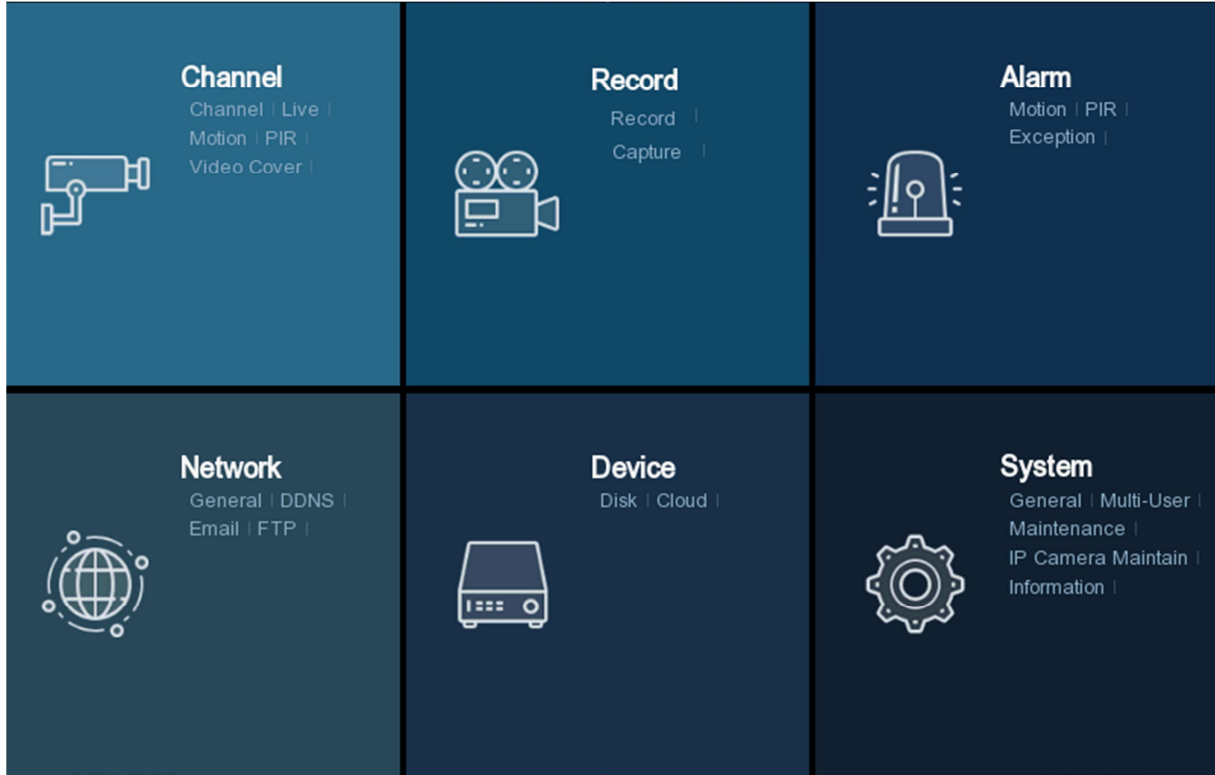 Channel
Channel | Live |
Motion | PIR |
Video Cover |
Record
Record |
Capture |
Alarm
Motion | PIR |
Exception |
Network
General | DDNS |
Email | FTP |
Device
Disk | Cloud |
System
General | Multi-User |
Maintenance |
IP Camera Maintain |
Information |